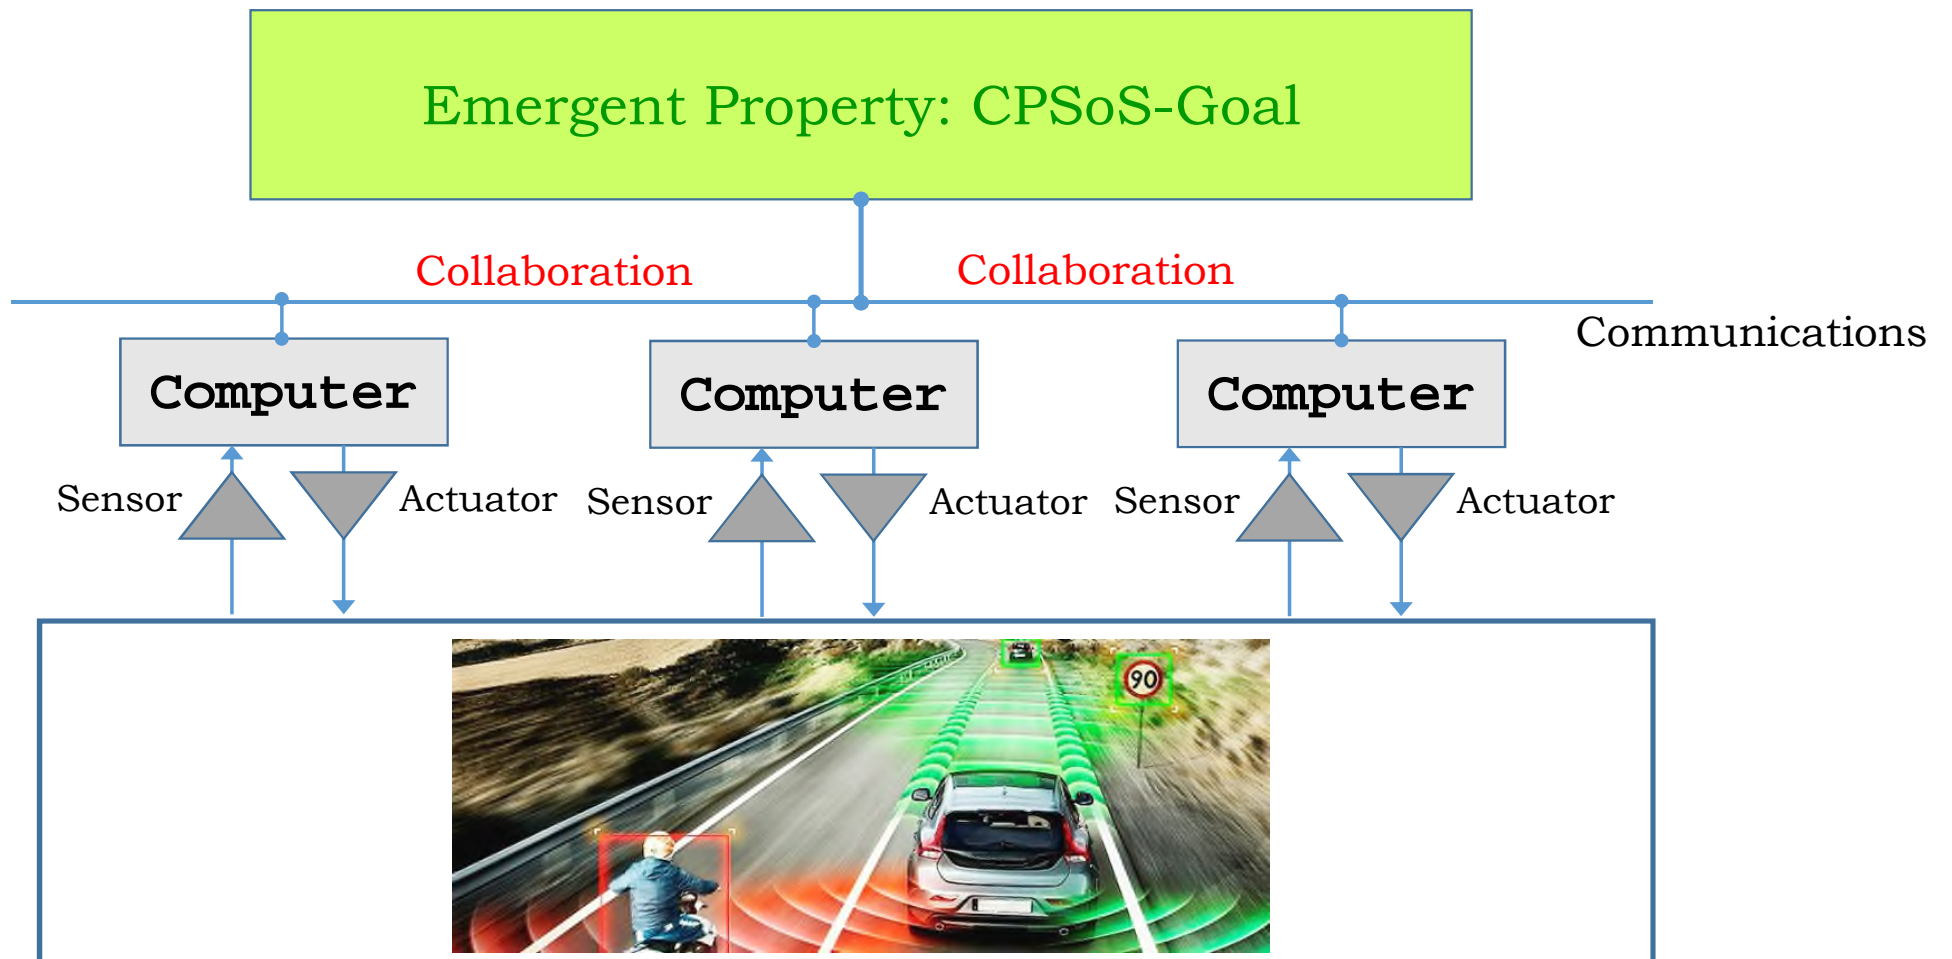 Emergent Property: CPSoS-Goal
Collaboration
Collaboration
Communications
Computer
Computer
Computer
Sensor
Actuator
Sensor
Actuator
Sensor
Actuator
90